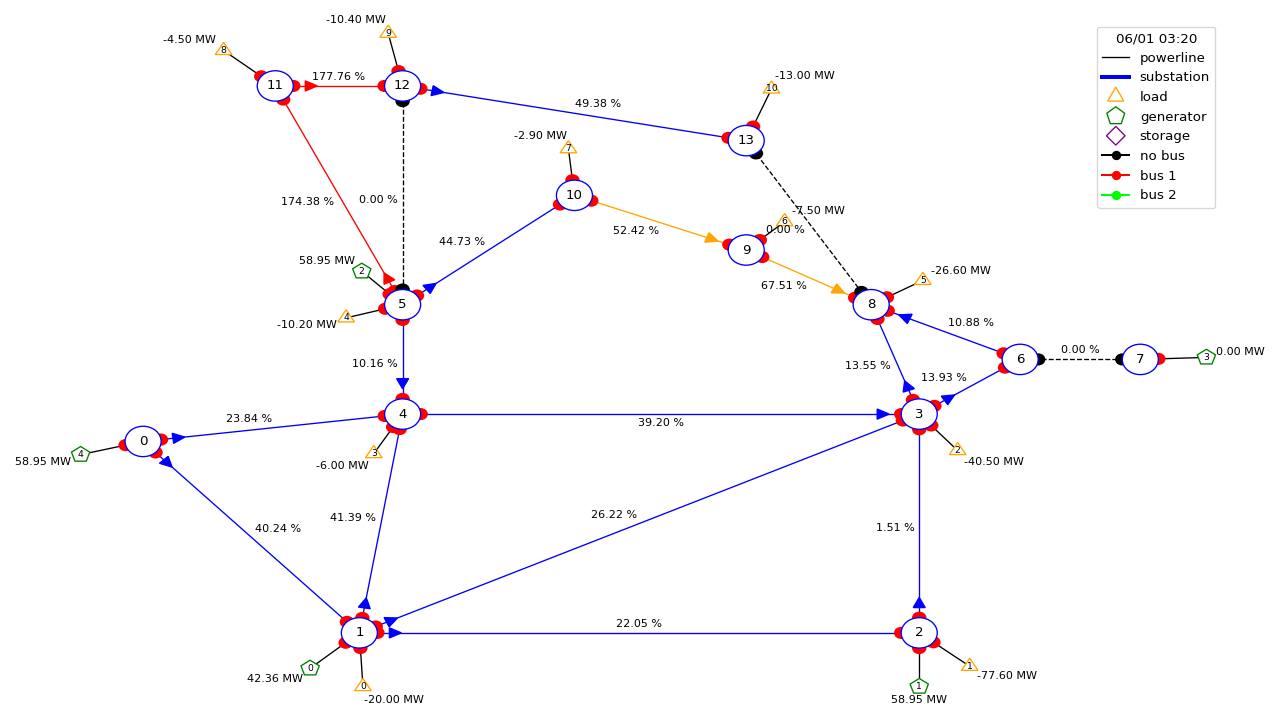 -10.40 MW
9
06/01 03:20
-4.50 MW
8
powerline
substation
load
generator
storage
no bus
bus 1
bus 2
11
177.76 %
12
-13.00 MW
10
49.38 %
13
-2.90 MW
7
174.38 %
0.00 %
10
-7.50 MW
6
0.00 %
44.73 %
52.42 %
9
58.95 MW
2
67.51 %
-26.60 MW
5
5
8
-10.20 MW
4
10.88 %
10.16 %
13.55 %
13.93 %
6
0.00 %
7
3
0.00 MW
23.84 %
4
39.20 %
3
0
58.95 MW
4
-6.00 MW
3
2
-40.50 MW
40.24 %
41.39 %
26.22 %
1.51 %
1
22.05 %
2
42.36 MW
0
0
-20.00 MW
1
58.95 MW
1
-77.60 MW